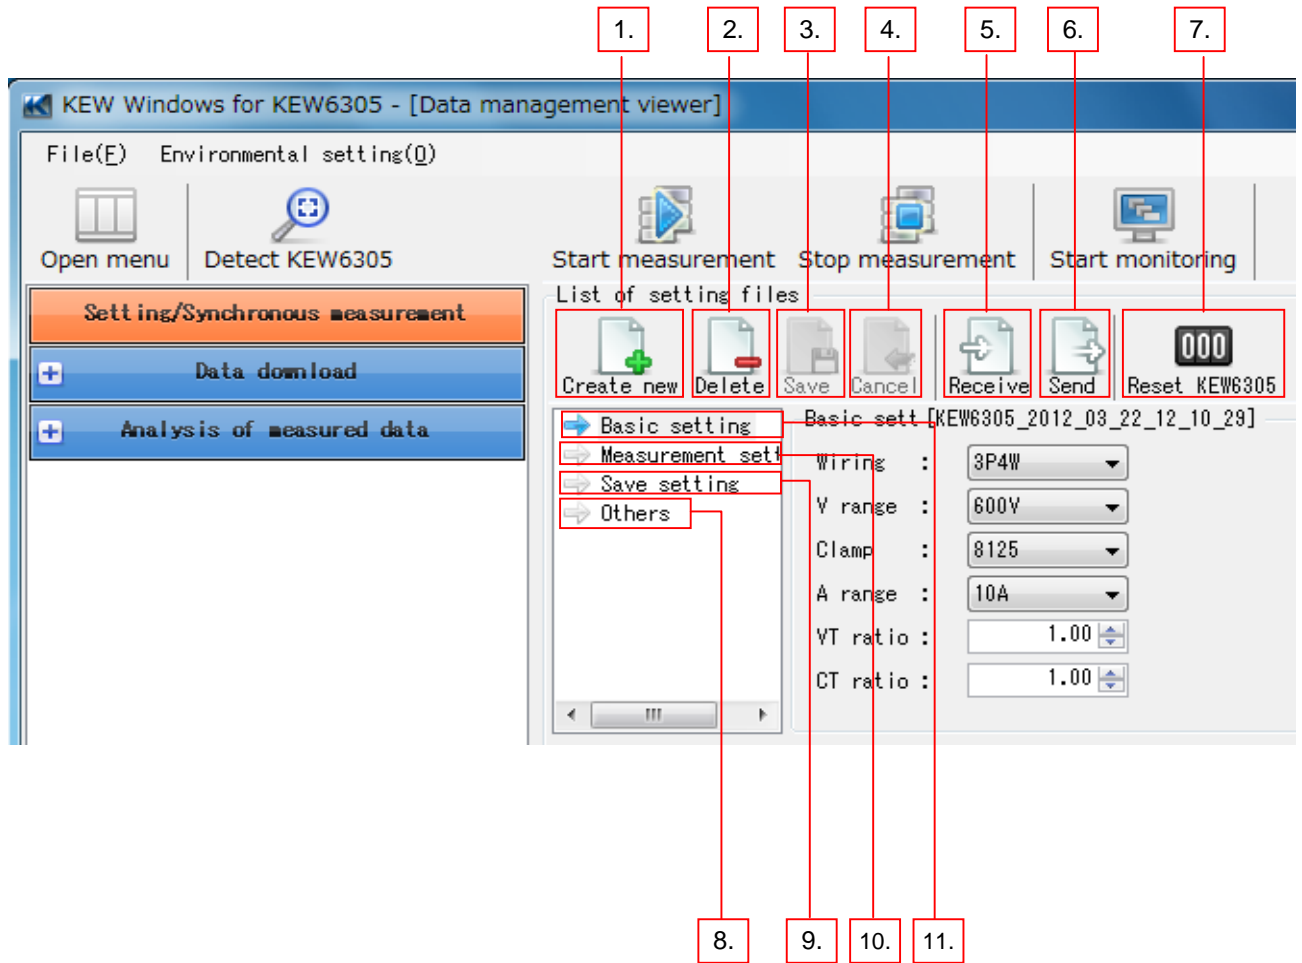 1. 2. 3. 4. 5. 6. 7.
KEW Windows for KEW6305 - [Data management viewer]
File(F) Environmental setting(O)
Open menu Detect KEW6305 Start measurement Stop measurement Start monitoring
List of setting files
Setting/Synchronous measurement
Data download
Analysis of measured data
Create new Delete Save Cancel Receive Send Reset KEW6305
000
Basic setting
Measurement sett
Save setting
Others
Basic sett [KEW6305_2012_03_22_12_10_29]
Wiring : 3P4W
V range : 600V
Clamp : 8125
A range : 10A
VT ratio : 1.00
CT ratio : 1.00
8. 9. 10. 11.